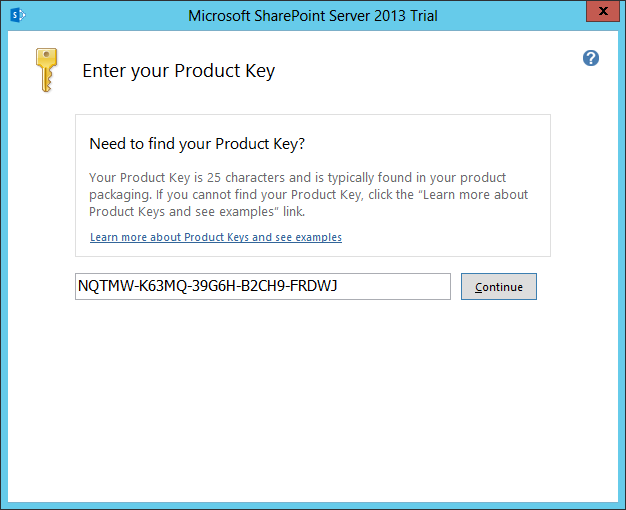 Microsoft SharePoint Server 2013 Trial
Enter your Product Key
Need to find your Product Key?
Your Product Key is 25 characters and is typically found in your product
packaging. If you cannot find your Product Key, click the “Learn more about
Product Keys and see examples” link.
Learn more about Product Keys and see examples
NQTMW-K63MQ-39G6H-B2CH9-FRDWJ
Continue